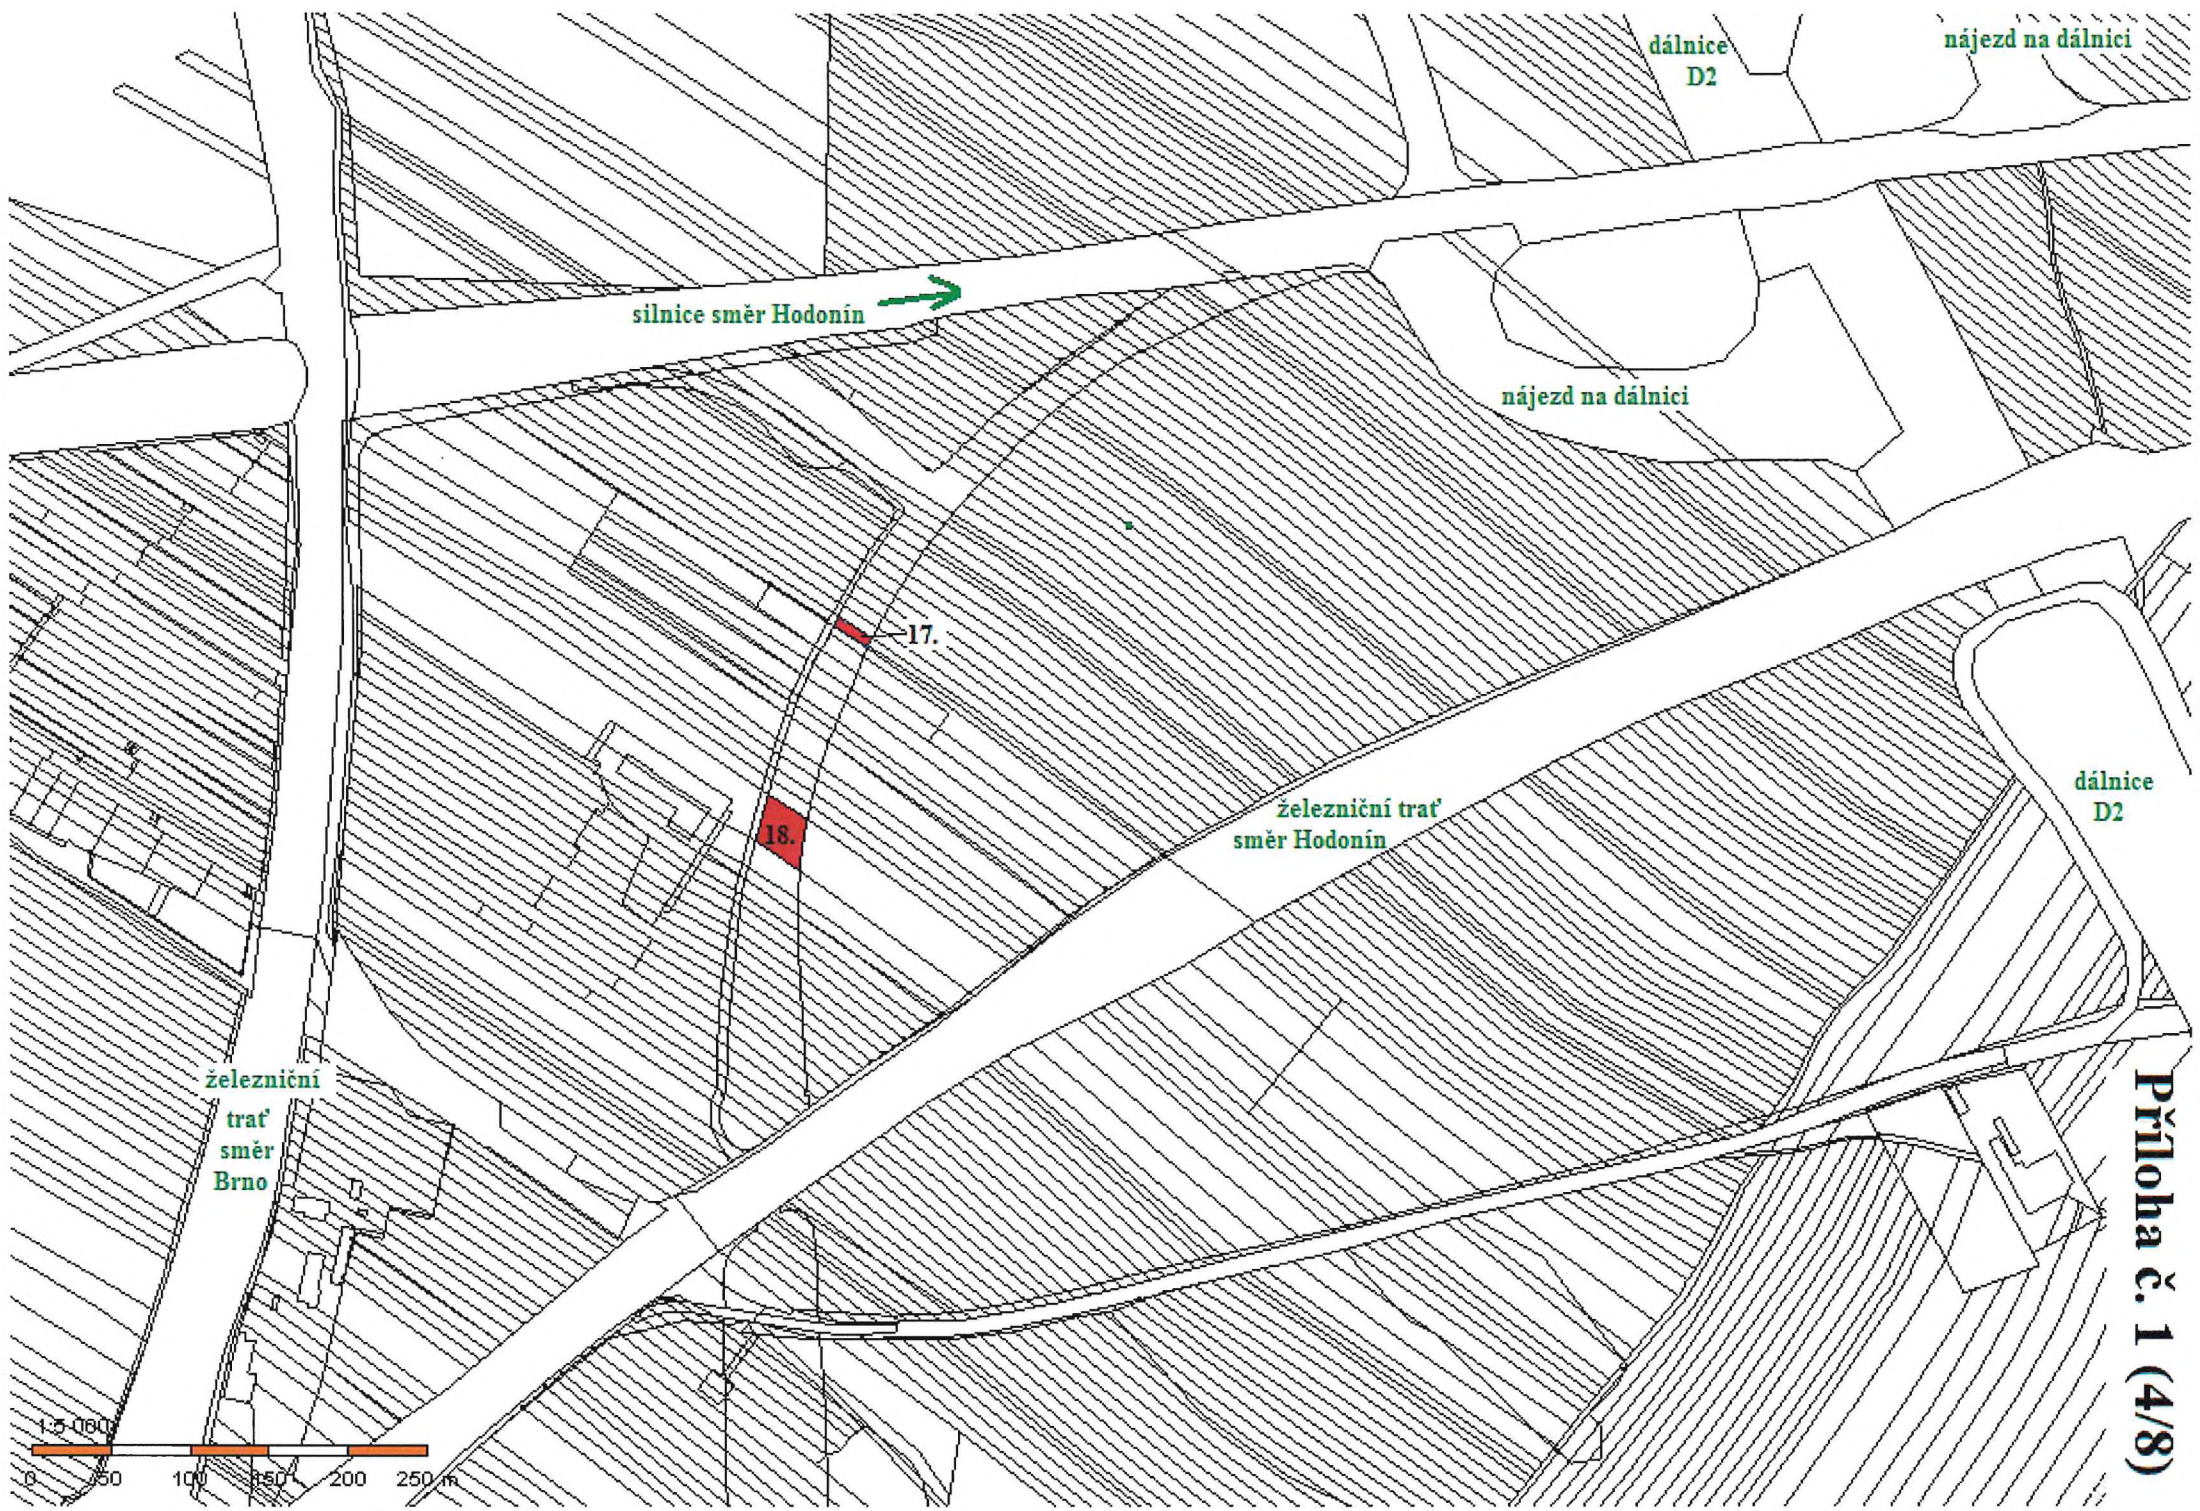 dálnice
D2
nájezd na dálnici
silnice směr Hodonín
nájezd na dálnici
17.
18.
železniční trať
směr Hodonín
dálnice
D2
železniční
trať
směr
Brno
Příloha č. 1 (4/8)
1:5 000
0 50 100 150 200 250 m